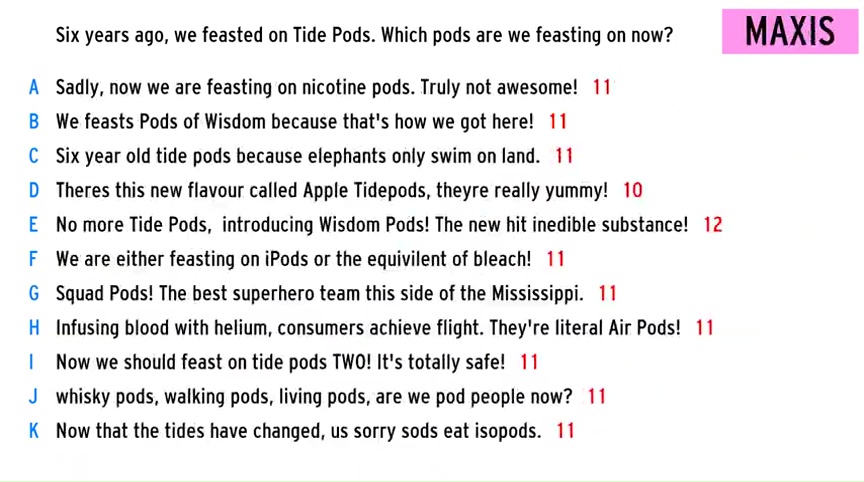 Six years ago, we feasted on Tide Pods. Which pods are we feasting on now? MAXIS
A Sadly, now we are feasting on nicotine pods. Truly not awesome! 11
B We feasts Pods of Wisdom because that's how we got here! 11
C Six year old tide pods because elephants only swim on land. 11
D Theres this new flavour called Apple Tidepods, theyre really yummy! 10
E No more Tide Pods, introducing Wisdom Pods! The new hit inedible substance! 12
F We are either feasting on iPods or the equivilent of bleach! 11
G Squad Pods! The best superhero team this side of the Mississippi. 11
H Infusing blood with helium, consumers achieve flight. They're literal Air Pods! 11
I Now we should feast on tide pods TWO! It's totally safe! 11
J whisky pods, walking pods, living pods, are we pod people now? 11
K Now that the tides have changed, us sorry sods eat isopods. 11